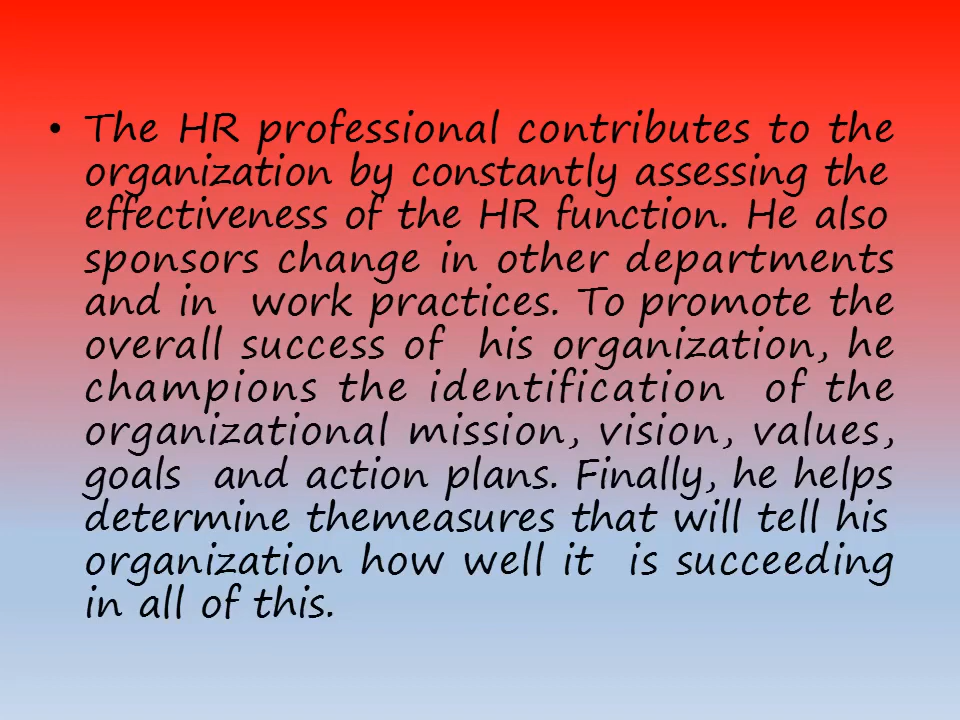 • The HR professional contributes to the
organization by constantly assessing the
effectiveness of the HR function. He also
sponsors change in other departments
and in work practices. To promote the
overall success of his organization, he
champions the identification of the
organizational mission, vision, values,
goals and action plans. Finally, he helps
determine themeasures that will tell his
organization how well it is succeeding
in all of this.